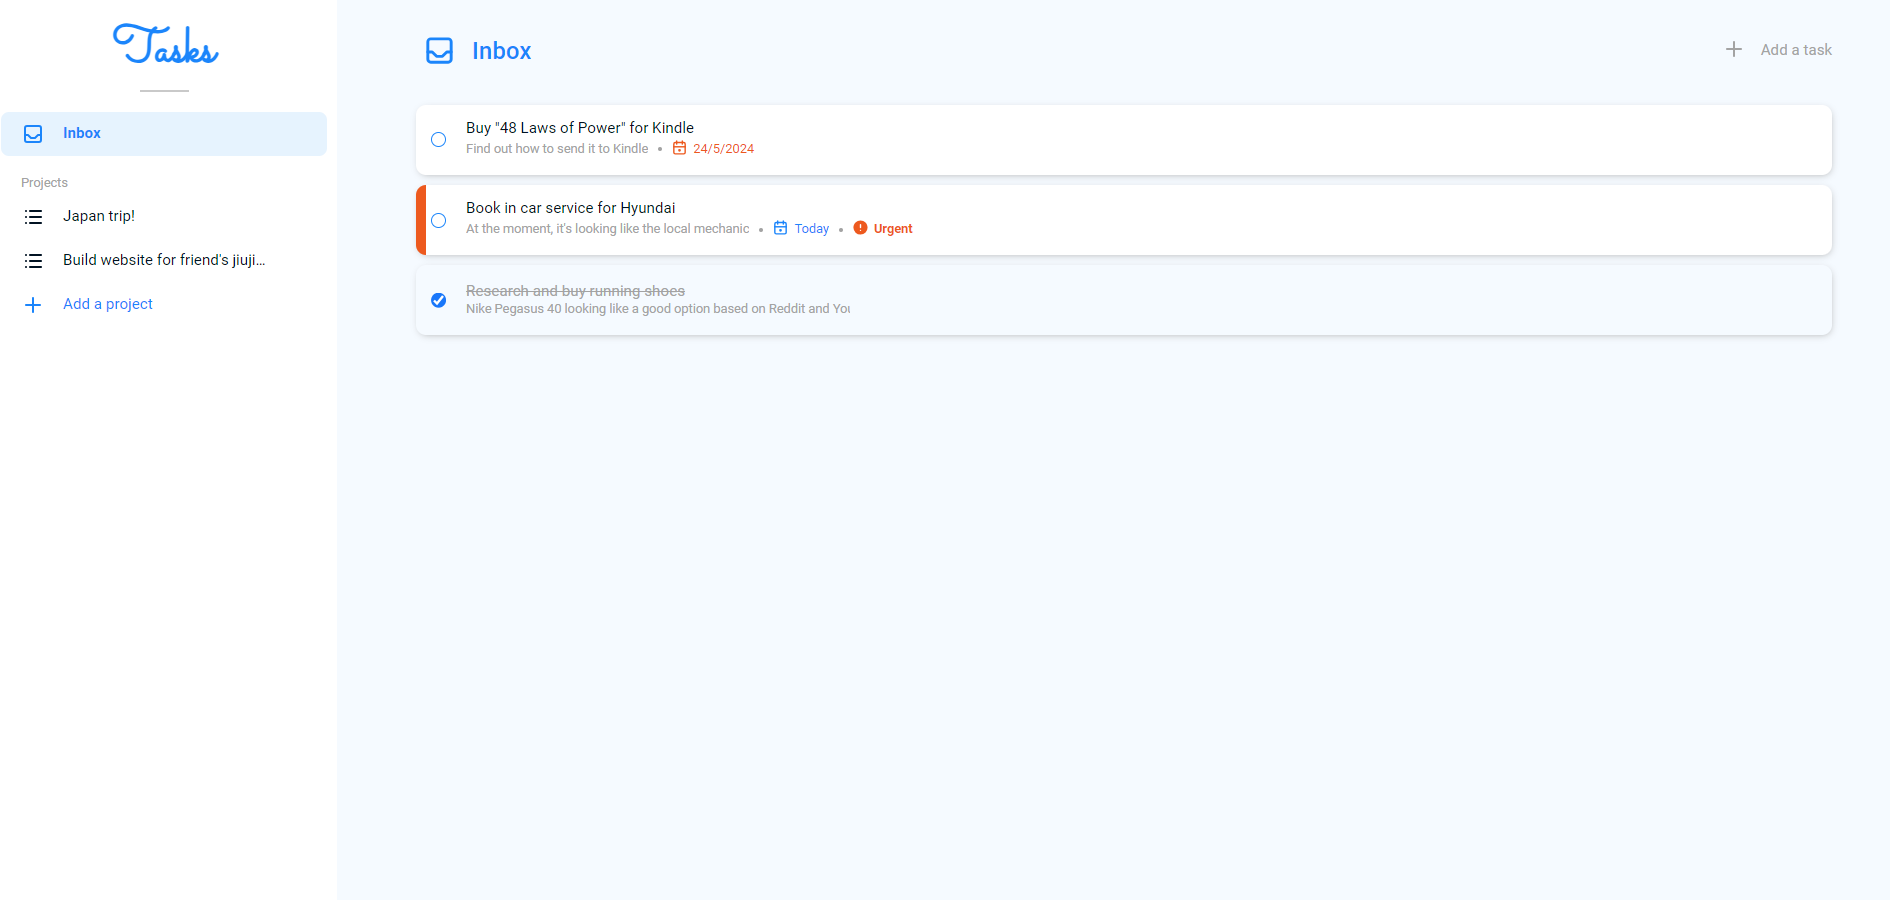 Tasks
Inbox
Projects
Japan trip!
Build website for friend's jiuji...
Add a project
Inbox
Add a task
Buy "48 Laws of Power" for Kindle
Find out how to send it to Kindle • 24/5/2024
Book in car service for Hyundai
At the moment, it's looking like the local mechanic • Today • Urgent
Research and buy running shoes
Nike Pegasus 40 looking like a good option based on Reddit and You